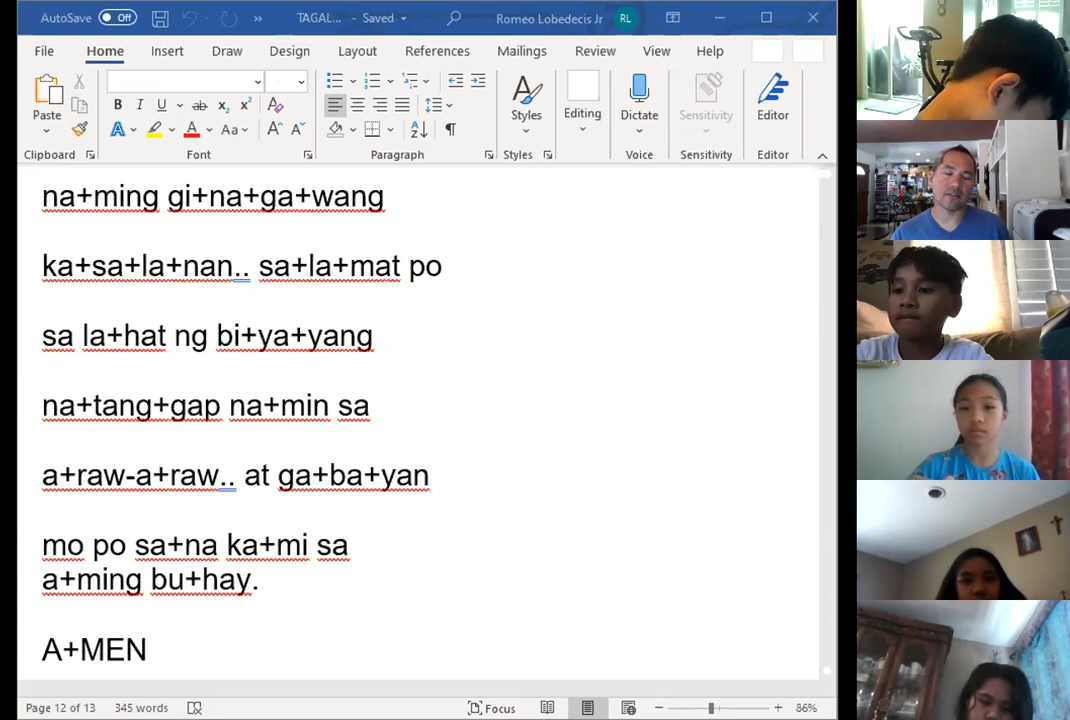 AutoSave Off TAGAL... - Saved Romeo Lobedecis Jr RL
File Home Insert Draw Design Layout References Mailings Review View Help
Paste B I U ab x₂ x² A Styles Editing Dictate Sensitivity Editor
A A Aa A A
Clipboard Font Paragraph Styles Voice Sensitivity Editor
na+ming gi+na+ga+wang
ka+sa+la+nan.. sa+la+mat po
sa la+hat ng bi+ya+yang
na+tang+gap na+min sa
a+raw-a+raw.. at ga+ba+yan
mo po sa+na ka+mi sa
a+ming bu+hay.
A+MEN
Page 12 of 13 345 words Focus 86%